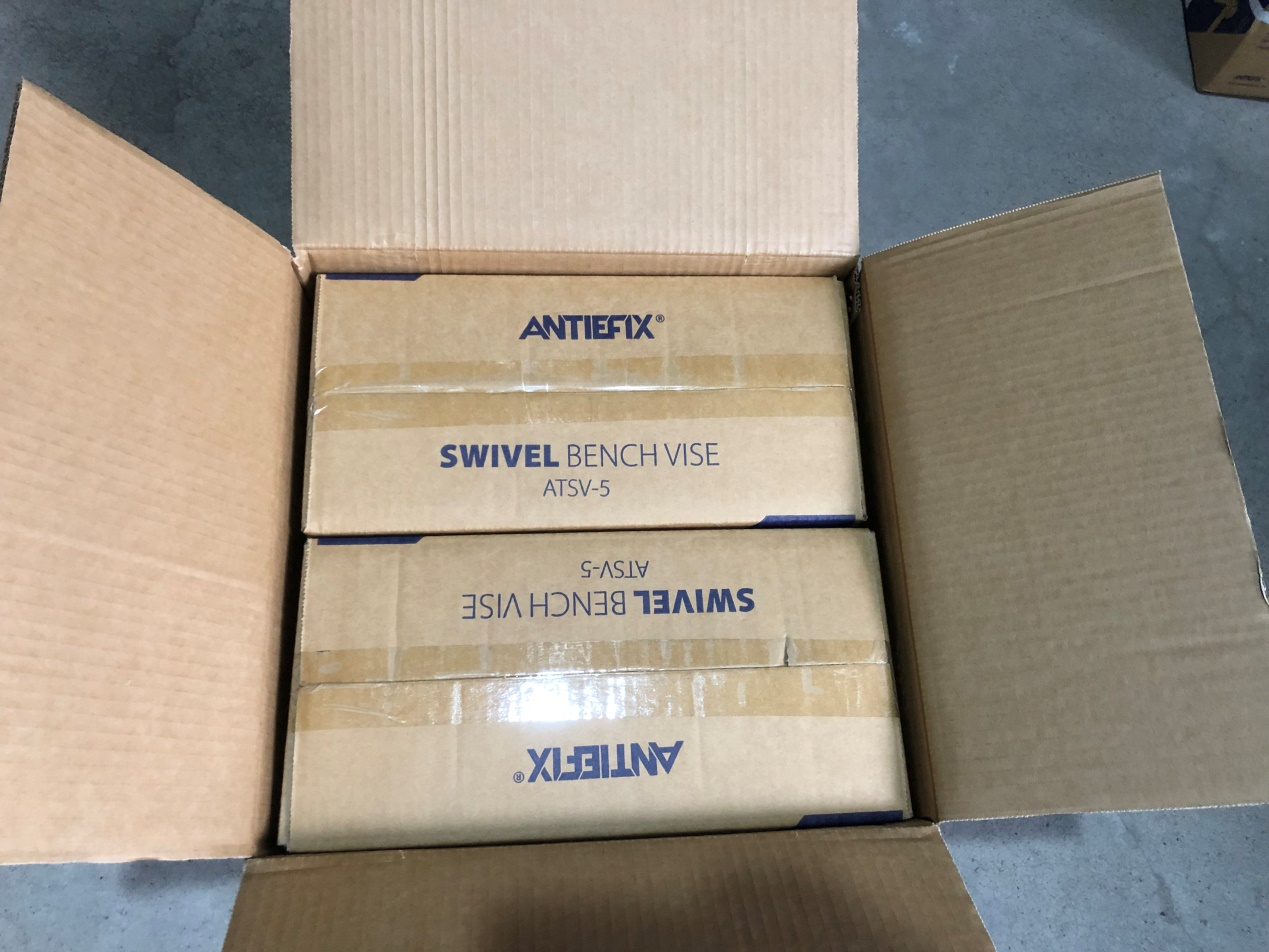 ANTIEFIX®
SWIVEL BENCH VISE
ATSV-5
ATSV-5
SWIVEL BENCH VISE
ANTIEFIX®